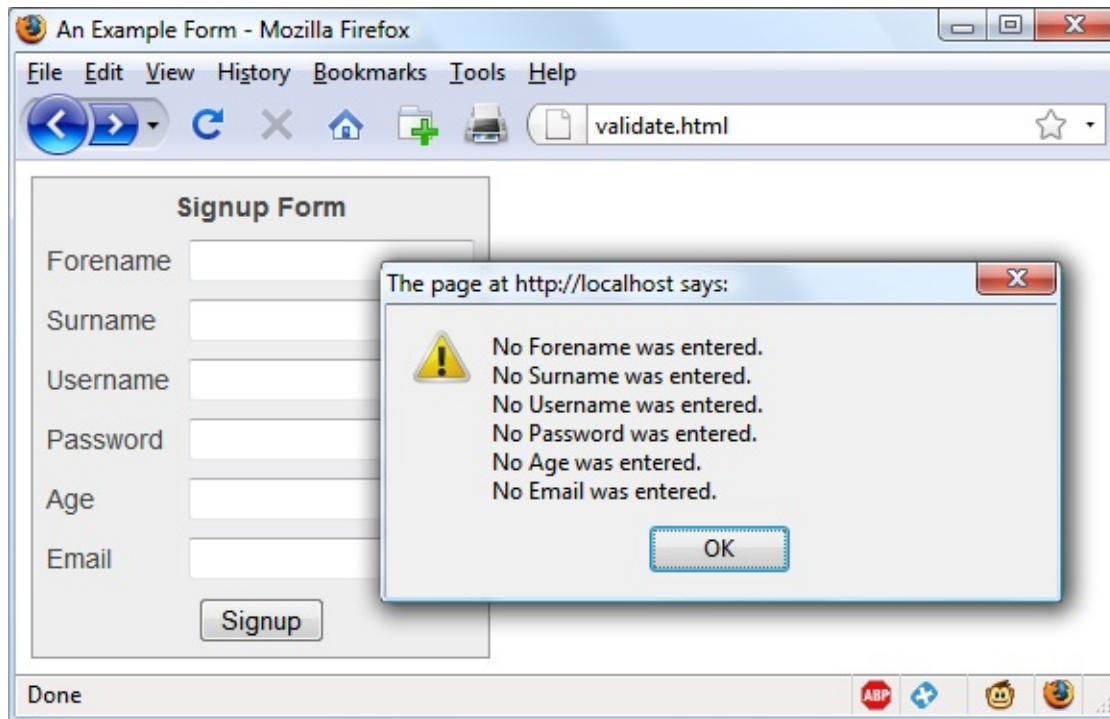 An Example Form - Mozilla Firefox
File Edit View History Bookmarks Tools Help
validate.html
Signup Form
Forename
Surname
Username
Password
Age
Email
Signup
The page at http://localhost says:
No Forename was entered.
No Surname was entered.
No Username was entered.
No Password was entered.
No Age was entered.
No Email was entered.
OK
Done
ABP